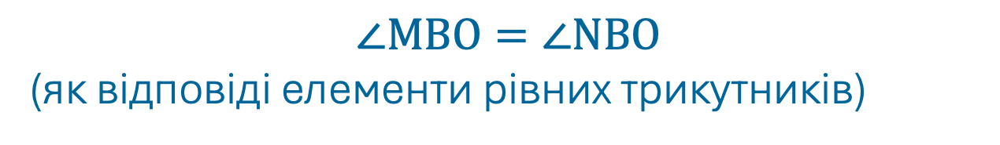 ∠MBO = ∠NBO
(як відповіді елементи рівних трикутників)